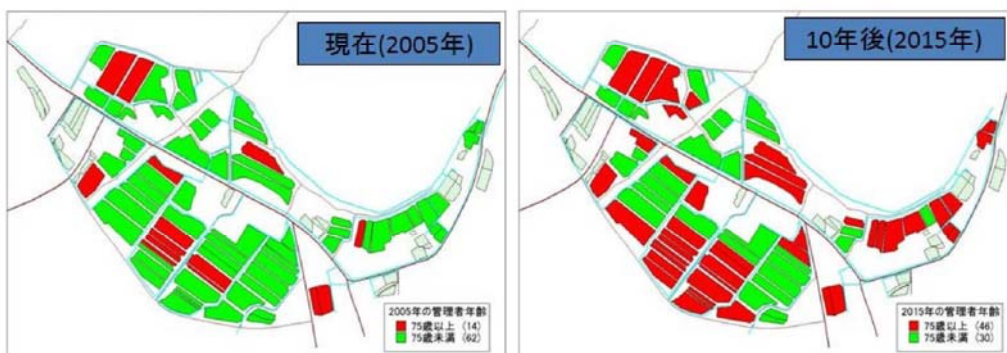 現在(2005年)
2005年の管理者年齢
75歳以上 (14)
75歳未満 (62)
10年後(2015年)
2015年の管理者年齢
75歳以上 (46)
75歳未満 (30)